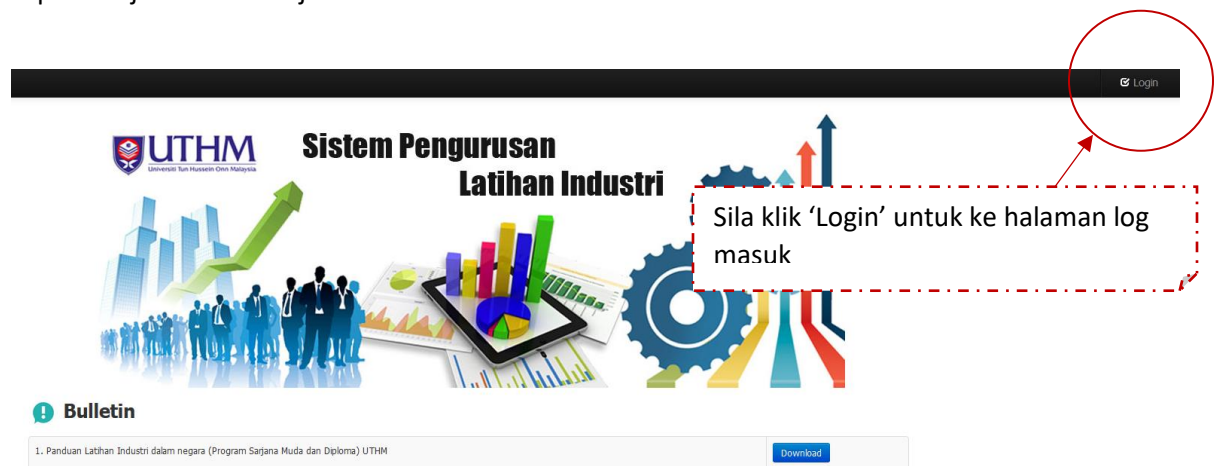 Login
UTHM
Universiti Tun Hussein Onn Malaysia
Sistem Pengurusan
Latihan Industri
Sila klik ‘Login’ untuk ke halaman log
masuk
Bulletin
1. Panduan Latihan Industri dalam negara (Program Sarjana Muda dan Diploma) UTHM
Download